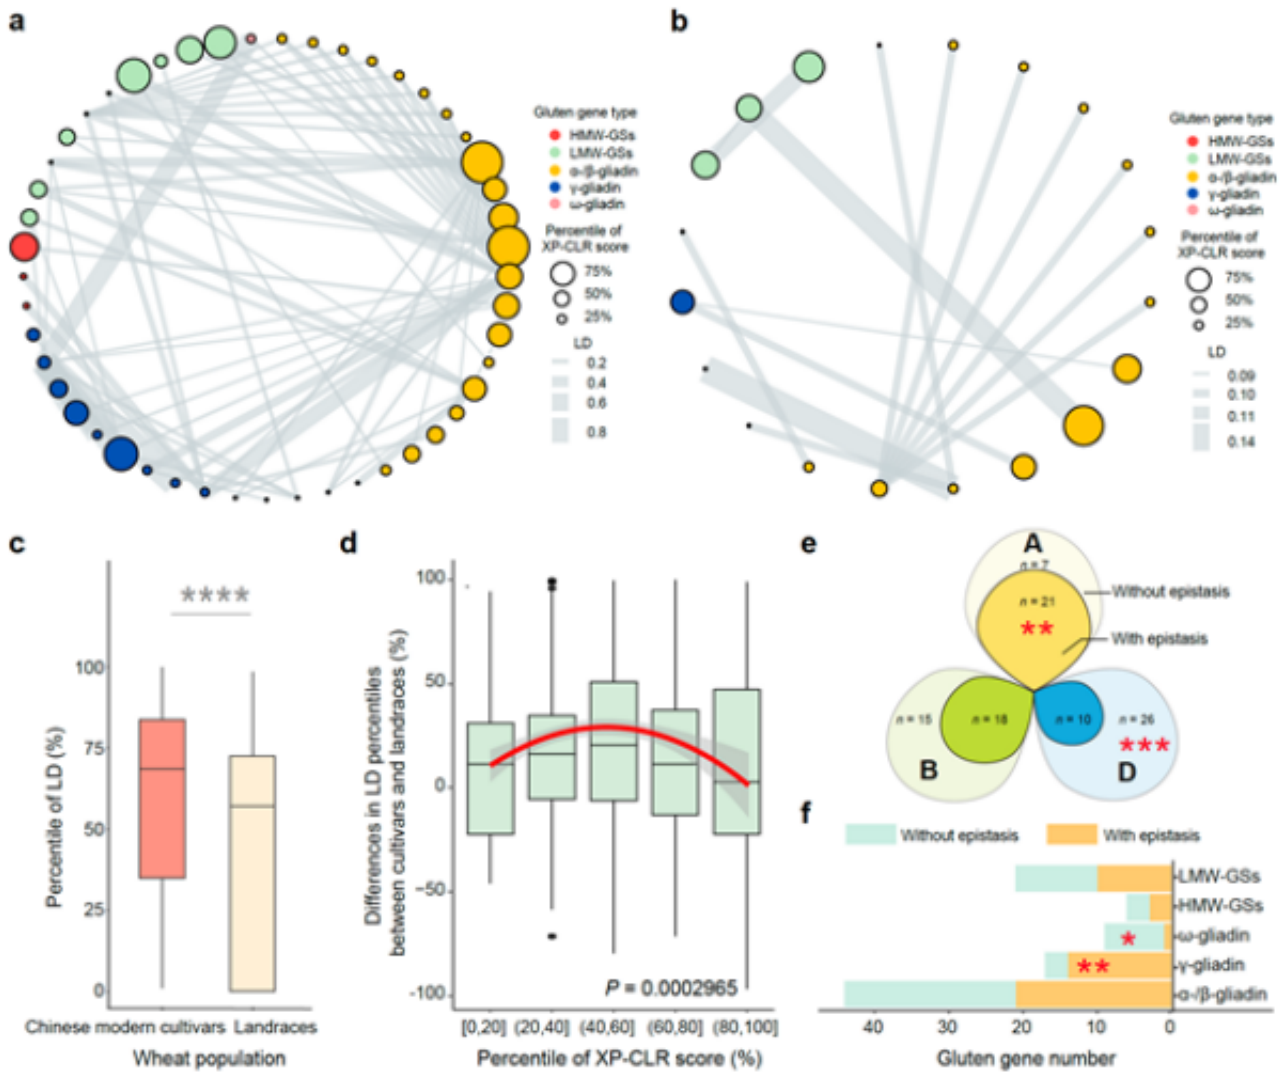 a
Gluten gene type
HMW-GSs
LMW-GSs
α-/β-gliadin
γ-gliadin
ω-gliadin
Percentile of
XP-CLR score
75%
50%
25%
LD
0.2
0.4
0.6
0.8
b
Gluten gene type
HMW-GSs
LMW-GSs
α-/β-gliadin
γ-gliadin
ω-gliadin
Percentile of
XP-CLR score
75%
50%
25%
LD
0.09
0.10
0.11
0.14
c
****
Percentile of LD (%)
100
75
50
25
0
Chinese modern cultivars Landraces
Wheat population
d
Differences in LD percentiles
between cultivars and landraces (%)
100
50
0
-50
-100
P = 0.0002965
[0,20] (20,40] (40,60] (60,80] (80,100]
Percentile of XP-CLR score (%)
e
A
n = 7
n = 21
**
Without epistasis
With epistasis
n = 15
n = 18
B
n = 10
n = 26
***
D
f
Without epistasis
With epistasis
LMW-GSs
HMW-GSs
* ω-gliadin
** γ-gliadin
α-/β-gliadin
40 30 20 10 0
Gluten gene number